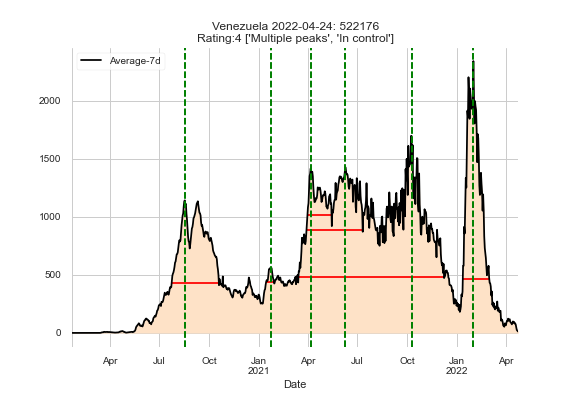 Venezuela 2022-04-24: 522176
Rating:4 ['Multiple peaks', 'In control']
Average-7d
2000
1500
1000
500
0
Apr Jul Oct Jan Apr Jul Oct Jan Apr
2021 2022
Date